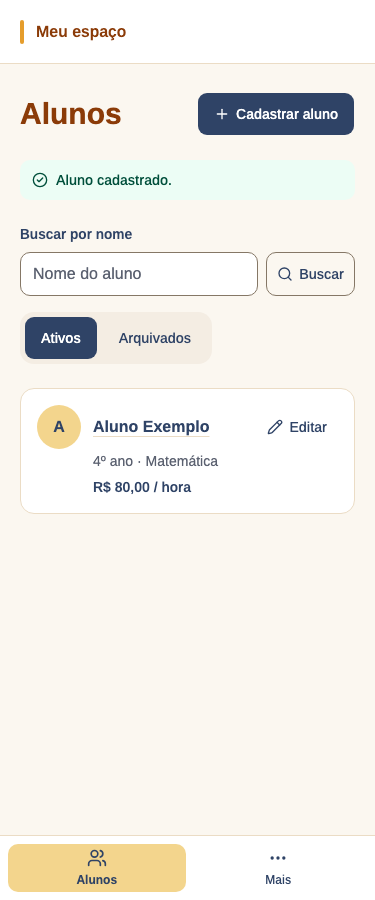 Meu espaço
Alunos
Cadastrar aluno
Aluno cadastrado.
Buscar por nome
Nome do aluno
Buscar
Ativos
Arquivados
A
Aluno Exemplo
Editar
4º ano · Matemática
R$ 80,00 / hora
Alunos
Mais